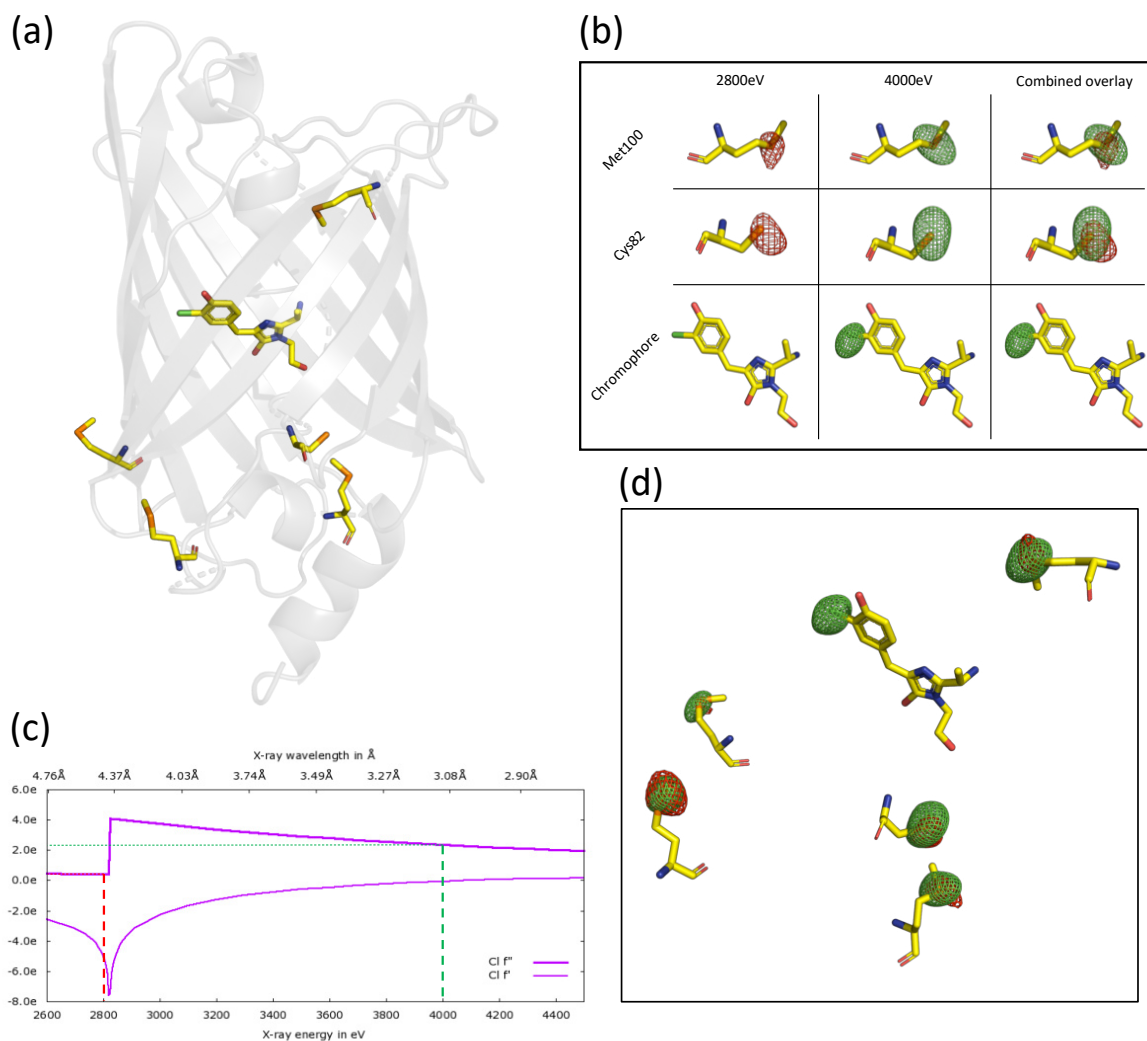 (a)
(b)
2800eV 4000eV Combined overlay
Met100
Cys82
Chromophore
(c)
X-ray wavelength in Å
4.76Å 4.37Å 4.03Å 3.74Å 3.49Å 3.27Å 3.08Å 2.90Å
6.0e
4.0e
2.0e
0.0e
-2.0e
-4.0e
-6.0e
-8.0e
Cl f"
Cl f'
2600 2800 3000 3200 3400 3600 3800 4000 4200 4400
X-ray energy in eV
(d)